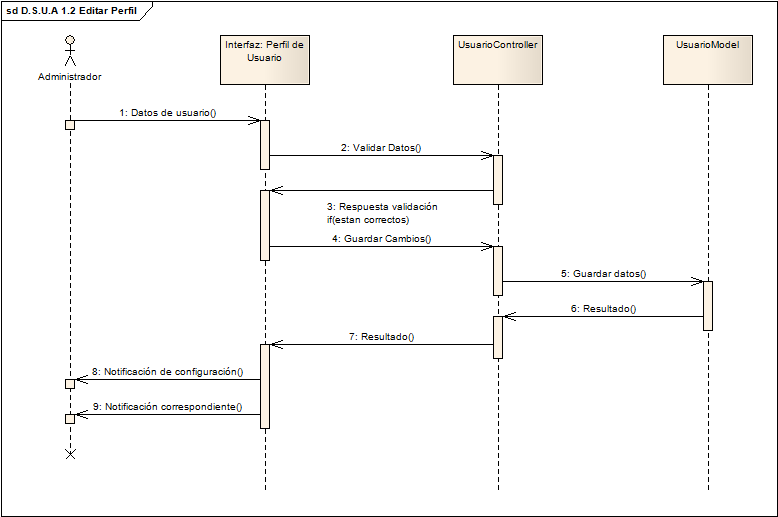 sd D.S.U.A 1.2 Editar Perfil
Administrador
Interfaz: Perfil de
Usuario
UsuarioController
UsuarioModel
1: Datos de usuario()
2: Validar Datos()
3: Respuesta validación
if(estan correctos)
4: Guardar Cambios()
5: Guardar datos()
6: Resultado()
7: Resultado()
8: Notificación de configuración()
9: Notificación correspondiente()